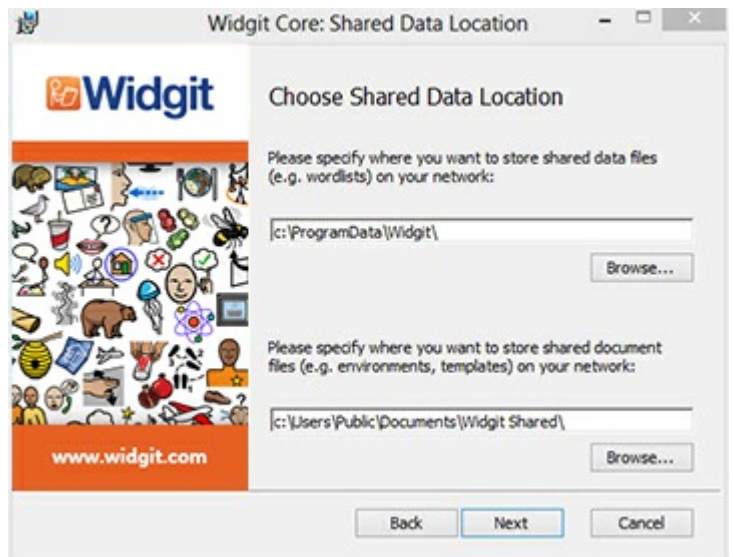 Widgit Core: Shared Data Location
Widgit
Choose Shared Data Location
Please specify where you want to store shared data files
(e.g. wordlists) on your network:
c:\ProgramData\Widgit\
Browse...
Please specify where you want to store shared document
files (e.g. environments, templates) on your network:
c:\Users\Public\Documents\Widgit Shared\
Browse...
www.widgit.com
Back Next Cancel